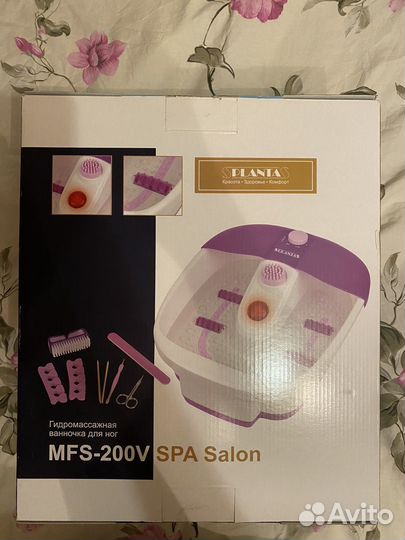 PLANTA
Красота • Здоровье • Комфорт
PLANTA
Гидромассажная
ванночка для ног
MFS-200V SPA Salon
Avito